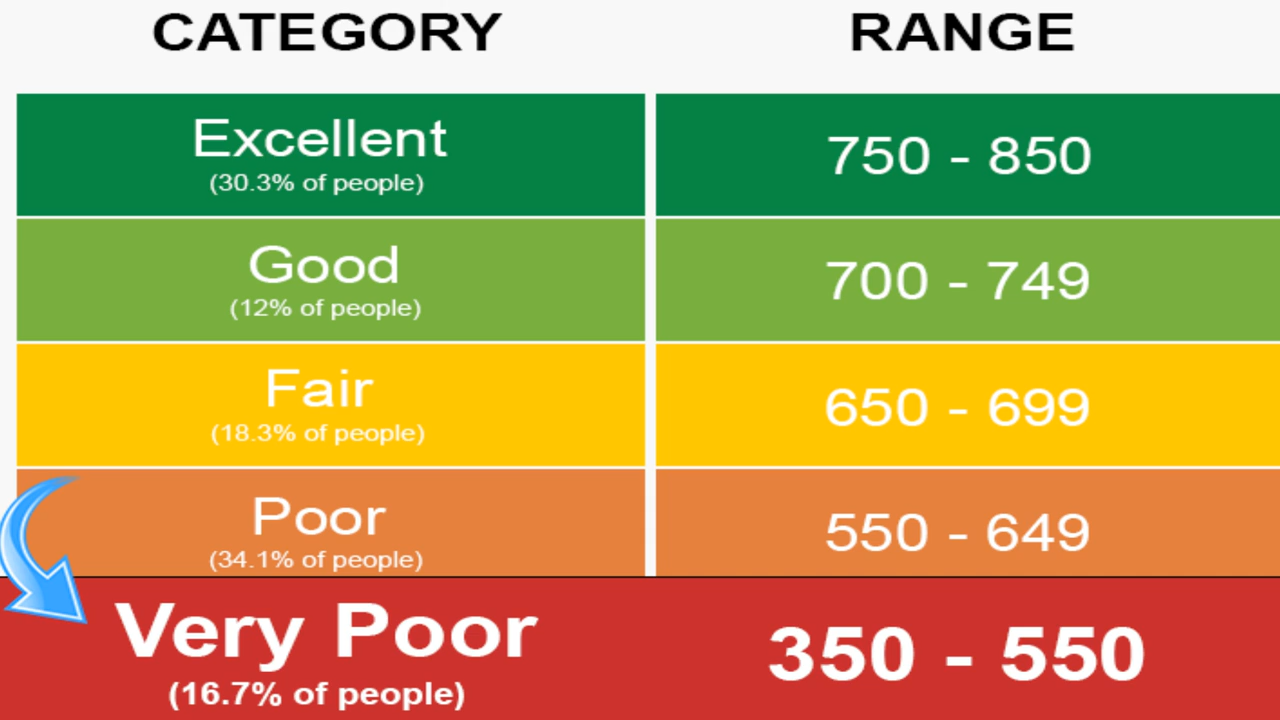 CATEGORY RANGE
Excellent 750 - 850
(30.3% of people)
Good 700 - 749
(12% of people)
Fair 650 - 699
(18.3% of people)
Poor 550 - 649
(34.1% of people)
Very Poor 350 - 550
(16.7% of people)